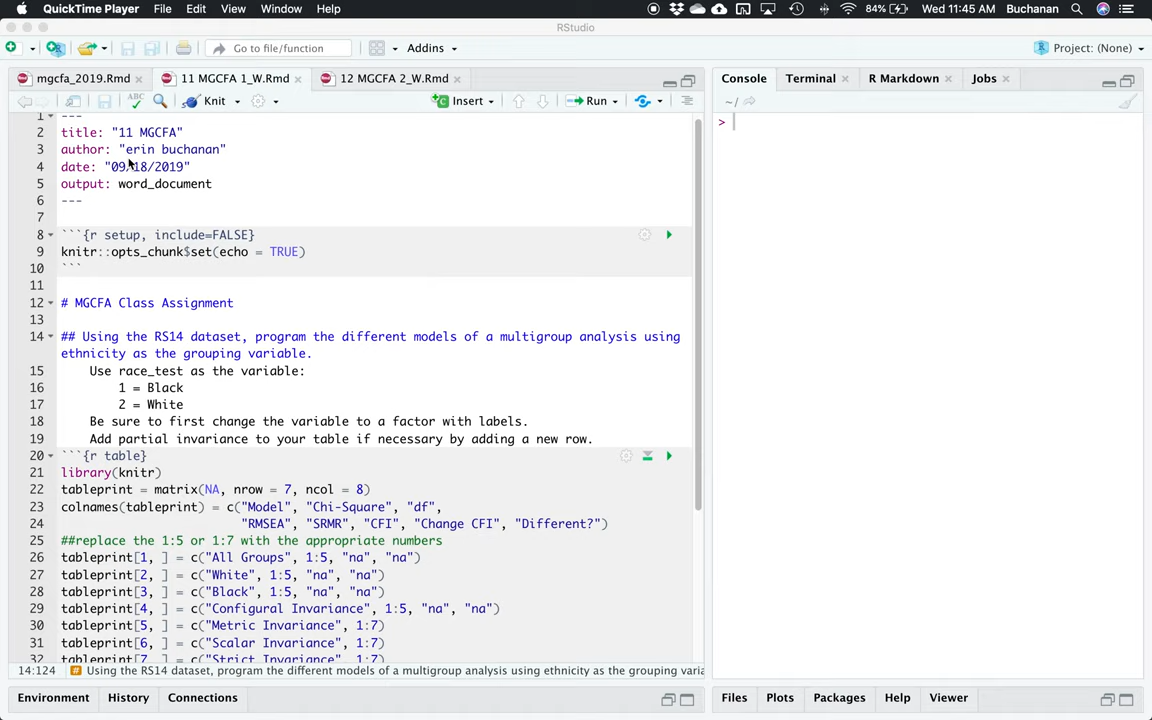 QuickTime Player File Edit View Window Help 84% Wed 11:45 AM Buchanan
RStudio
Go to file/function Addins Project: (None)
mgcfa_2019.Rmd 11 MGCFA 1_W.Rmd 12 MGCFA 2_W.Rmd
Console Terminal R Markdown Jobs
ABC Knit Insert Run
~/
>
1 ---
2 title: "11 MGCFA"
3 author: "erin buchanan"
4 date: "09/18/2019"
5 output: word_document
6 ---
7
8 ```{r setup, include=FALSE}
9 knitr::opts_chunk$set(echo = TRUE)
10 ```
11
12 # MGCFA Class Assignment
13
14 ## Using the RS14 dataset, program the different models of a multigroup analysis using
ethnicity as the grouping variable.
15 Use race_test as the variable:
16 1 = Black
17 2 = White
18 Be sure to first change the variable to a factor with labels.
19 Add partial invariance to your table if necessary by adding a new row.
20 ```{r table}
21 library(knitr)
22 tableprint = matrix(NA, nrow = 7, ncol = 8)
23 colnames(tableprint) = c("Model", "Chi-Square", "df",
24 "RMSEA", "SRMR", "CFI", "Change CFI", "Different?")
25 ##replace the 1:5 or 1:7 with the appropriate numbers
26 tableprint[1, ] = c("All Groups", 1:5, "na", "na")
27 tableprint[2, ] = c("White", 1:5, "na", "na")
28 tableprint[3, ] = c("Black", 1:5, "na", "na")
29 tableprint[4, ] = c("Configural Invariance", 1:5, "na", "na")
30 tableprint[5, ] = c("Metric Invariance", 1:7)
31 tableprint[6, ] = c("Scalar Invariance", 1:7)
32 tableprint[7, ] = c("Strict Invariance", 1:7)
14:124 # Using the RS14 dataset, program the different models of a multigroup analysis using ethnicity as the grouping varia
Environment History Connections
Files Plots Packages Help Viewer